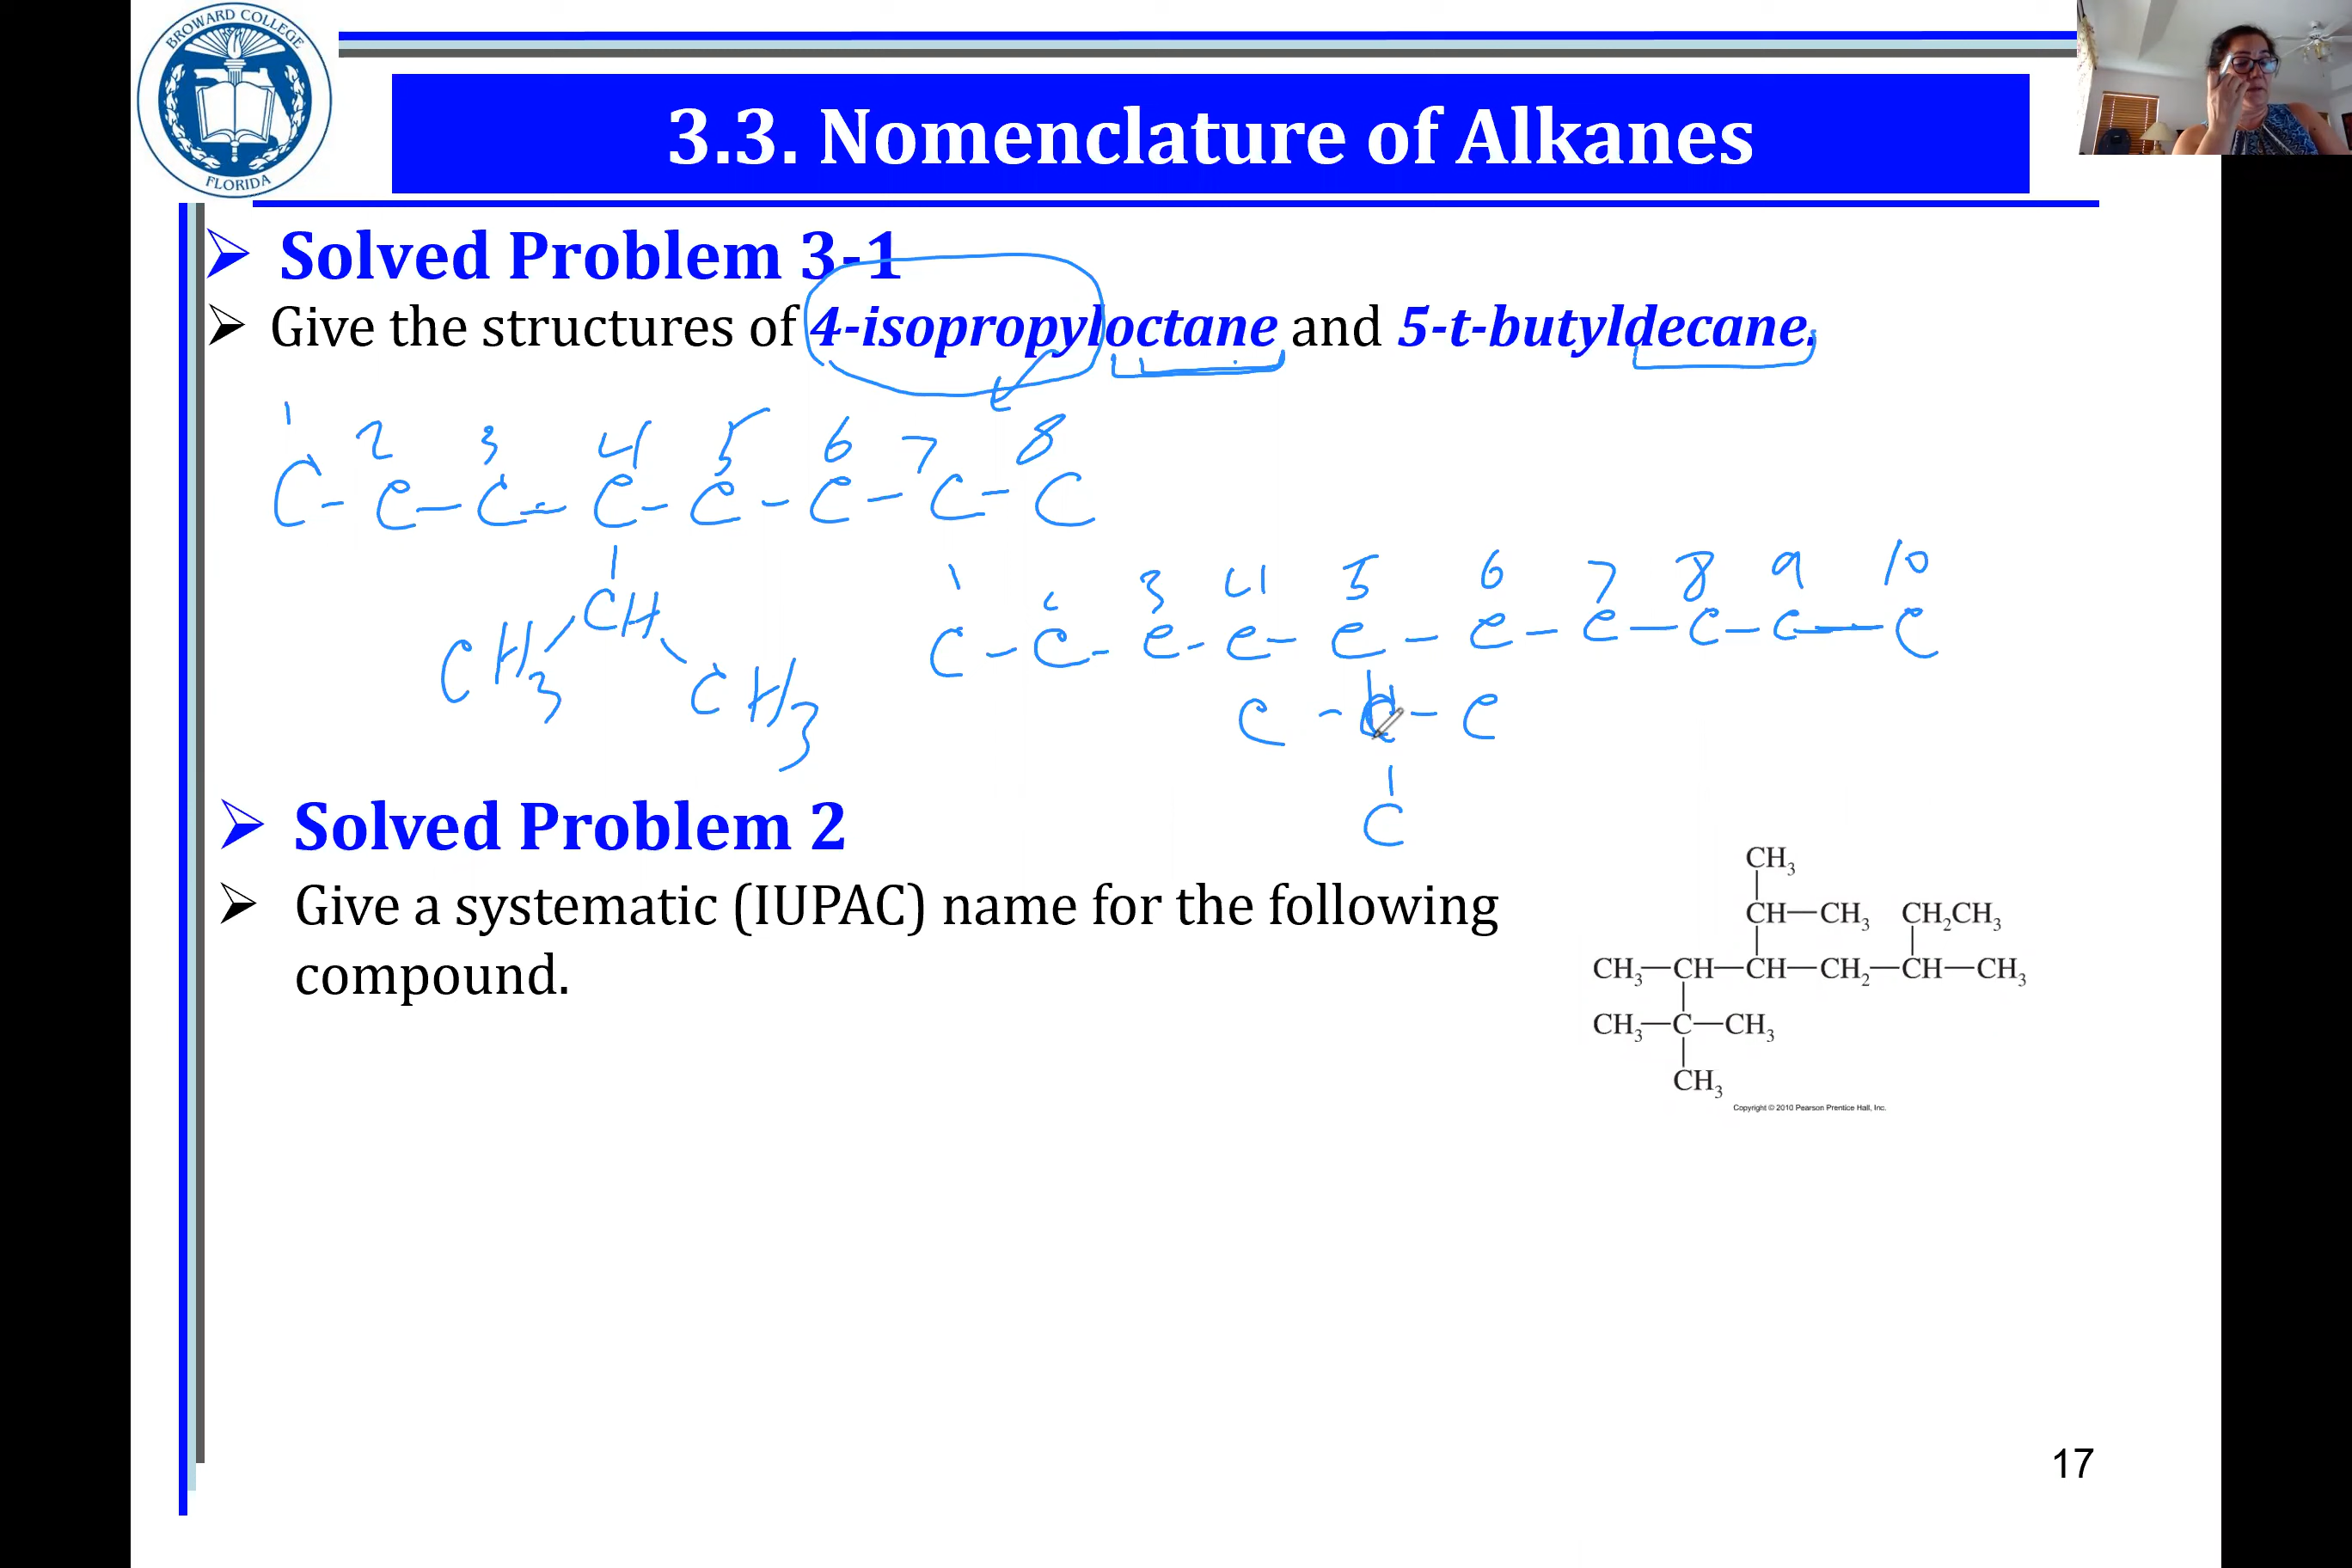 BROWARD COLLEGE
FLORIDA
3.3. Nomenclature of Alkanes
Solved Problem 3-1
Give the structures of 4-isopropyloctane and 5-t-butyldecane.
1 2 3 4 5 6 7 8
C - C - C - C - C - C - C - C
CH
CH3 CH3
1 2 3 4 5 6 7 8 9 10
C - C - C - C - C - C - C - C - C - C
C - C - C
C
Solved Problem 2
Give a systematic (IUPAC) name for the following
compound.
CH3
CH—CH3 CH2CH3
CH3—CH—CH—CH2—CH—CH3
CH3—C—CH3
CH3
Copyright © 2010 Pearson Prentice Hall, Inc.
17